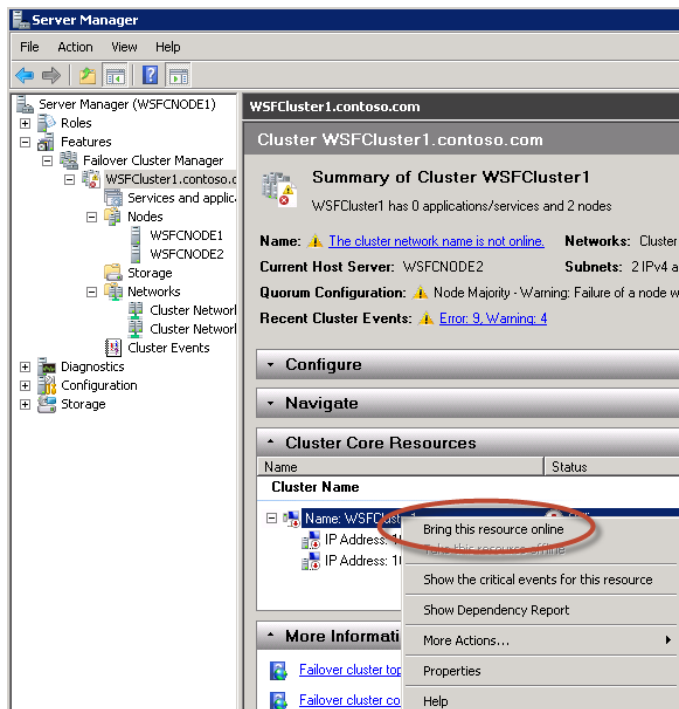 Server Manager
File Action View Help
Server Manager (WSFCNODE1)
Roles
Features
Failover Cluster Manager
WSFCluster1.contoso.c
Services and applic
Nodes
WSFCNODE1
WSFCNODE2
Storage
Networks
Cluster Networl
Cluster Networl
Cluster Events
Diagnostics
Configuration
Storage
WSFCluster1.contoso.com
Cluster WSFCluster1.contoso.com
Summary of Cluster WSFCluster1
WSFCluster1 has 0 applications/services and 2 nodes
Name: The cluster network name is not online. Networks: Cluster
Current Host Server: WSFCNODE2 Subnets: 2 IPv4 a
Quorum Configuration: Node Majority - Warning: Failure of a node w
Recent Cluster Events: Error: 9, Warning: 4
Configure
Navigate
Cluster Core Resources
Name Status
Cluster Name
Name: WSFCluster1
IP Address: 1
IP Address: 1
Bring this resource online
Take this resource offline
Show the critical events for this resource
Show Dependency Report
More Actions...
Properties
Help
More Informati
Failover cluster top
Failover cluster co